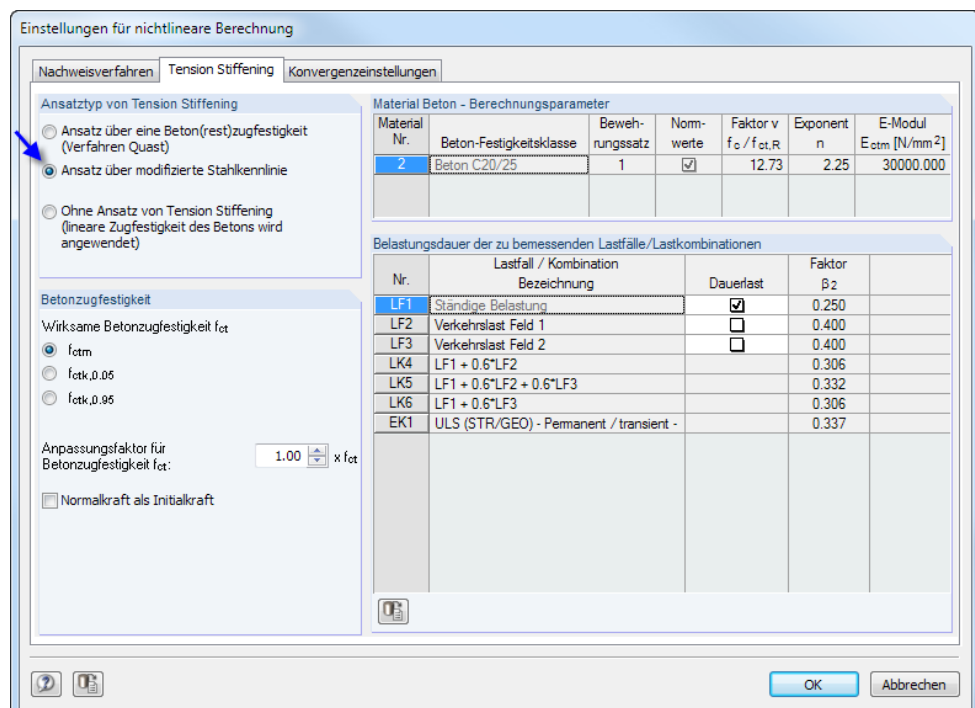 Einstellungen für nichtlineare Berechnung
Nachweisverfahren Tension Stiffening Konvergenzeinstellungen
Ansatztyp von Tension Stiffening
Ansatz über eine Beton(rest)zugfestigkeit
(Verfahren Quast)
Ansatz über modifizierte Stahlkennlinie
Ohne Ansatz von Tension Stiffening
(lineare Zugfestigkeit des Betons wird
angewendet)
Betonzugfestigkeit
Wirksame Betonzugfestigkeit fct
fctm
fctk,0.05
fctk,0.95
Anpassungsfaktor für
Betonzugfestigkeit fct: 1.00 x fct
Normalkraft als Initialkraft
Material Beton - Berechnungsparameter
Material Beweh- Norm- Faktor v Exponent E-Modul
Nr. Beton-Festigkeitsklasse rungssatz werte fc/fct,R n Ectm [N/mm2]
2 Beton C20/25 1 12.73 2.25 30000.000
Belastungsdauer der zu bemessenden Lastfälle/Lastkombinationen
Lastfall / Kombination Faktor
Nr. Bezeichnung Dauerlast β2
LF1 Ständige Belastung 0.250
LF2 Verkehrslast Feld 1 0.400
LF3 Verkehrslast Feld 2 0.400
LK4 LF1 + 0.6*LF2 0.306
LK5 LF1 + 0.6*LF2 + 0.6*LF3 0.332
LK6 LF1 + 0.6*LF3 0.306
EK1 ULS (STR/GEO) - Permanent / transient - 0.337
OK Abbrechen